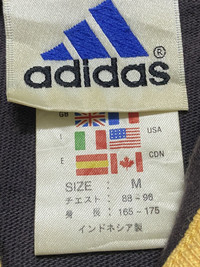 ®
adidas
GB
I USA
E CDN
SIZE: M
チェスト 88-96
身 長 165-175
インドネシア製